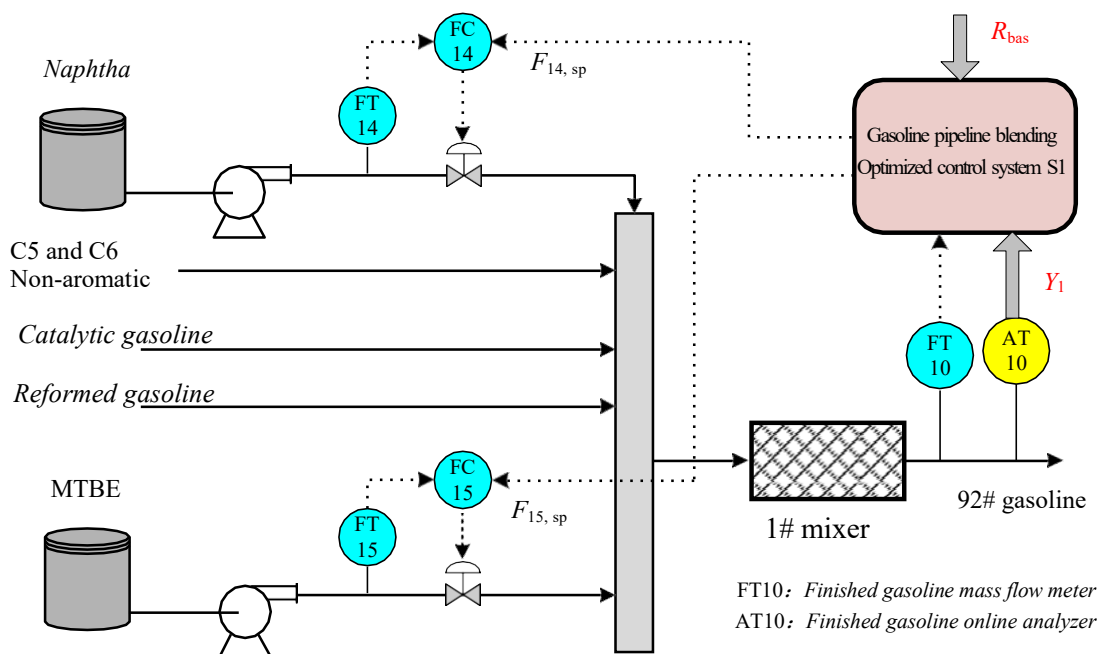 Naphtha
FC
14
FT
14
F14, sp
Rbas
Gasoline pipeline blending
Optimized control system S1
C5 and C6
Non-aromatic
Catalytic gasoline
Reformed gasoline
Y1
FT
10
AT
10
MTBE
FC
15
FT
15
F15, sp
1# mixer
92# gasoline
FT10：Finished gasoline mass flow meter
AT10：Finished gasoline online analyzer